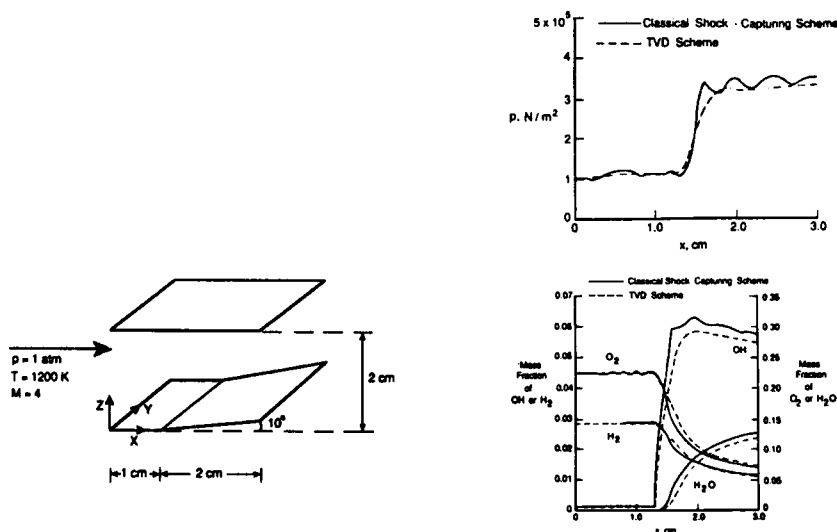 5 x 10⁵
Classical Shock - Capturing Scheme
TVD Scheme
4
3
p. N / m²
2
1
0
0
1.0
2.0
3.0
x, cm
p = 1 atm
T = 1200 K
M = 4
Z
Y
X
10°
2 cm
1 cm
2 cm
Classical Shock Capturing Scheme
TVD Scheme
0.07
0.06
0.05
0.04
0.03
0.02
0.01
0
Mass
Fraction
of
OH or H₂
O₂
H₂
OH
H₂O
0.35
0.30
0.25
0.20
0.15
0.10
0.05
0.00
Mass
Fraction
of
O₂ or H₂O
0
1.0
2.0
3.0